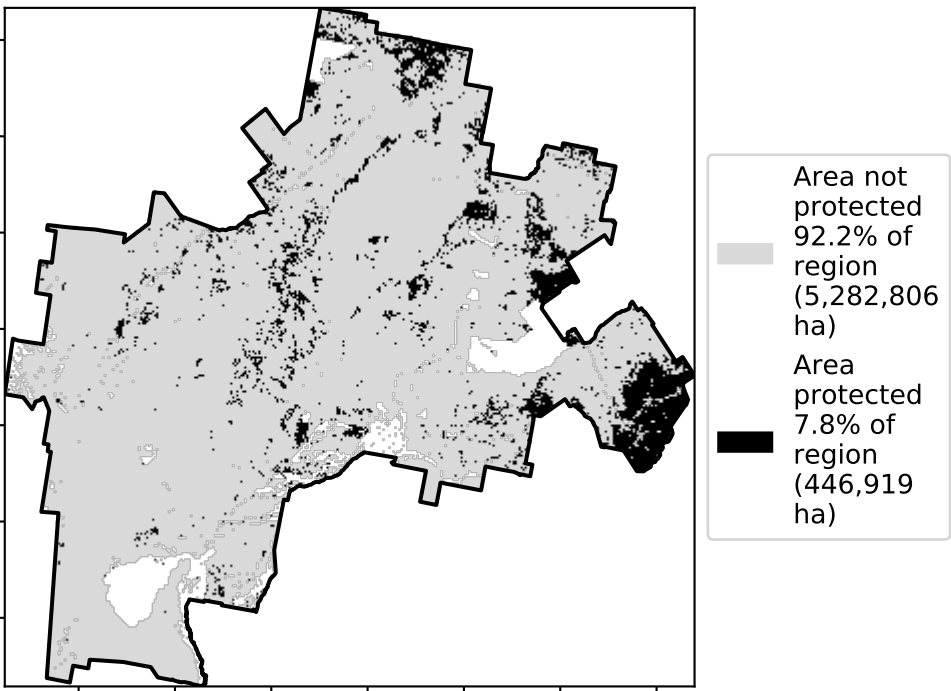 Area not
protected
92.2% of
region
(5,282,806
ha)
Area
protected
7.8% of
region
(446,919
ha)